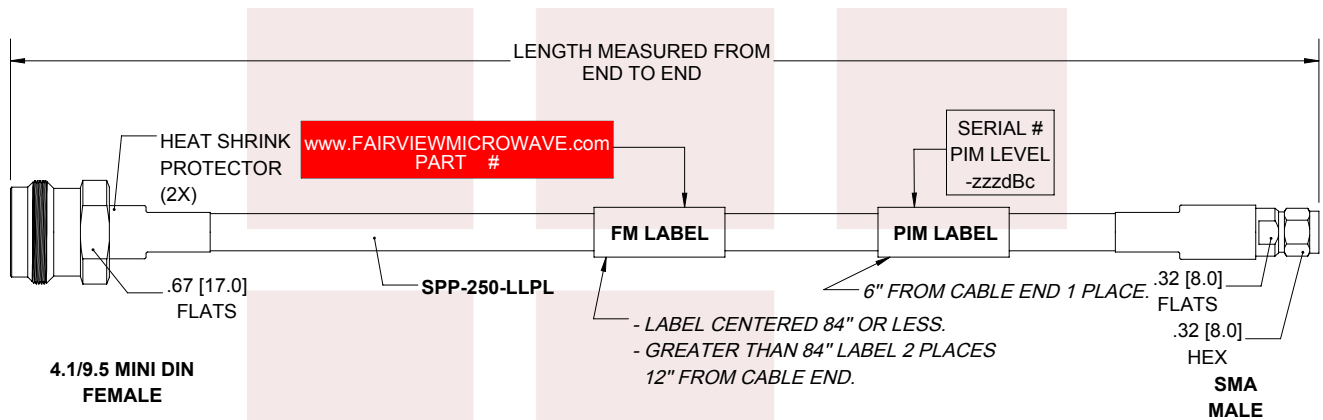 LENGTH MEASURED FROM
END TO END
HEAT SHRINK
PROTECTOR
(2X)
www.FAIRVIEWMICROWAVE.com
PART #
SERIAL #
PIM LEVEL
-zzzdBc
FM LABEL
PIM LABEL
.67 [17.0]
FLATS
SPP-250-LLPL
6" FROM CABLE END 1 PLACE.
.32 [8.0]
FLATS
- LABEL CENTERED 84" OR LESS.
- GREATER THAN 84" LABEL 2 PLACES
12" FROM CABLE END.
.32 [8.0]
HEX
4.1/9.5 MINI DIN
FEMALE
SMA
MALE